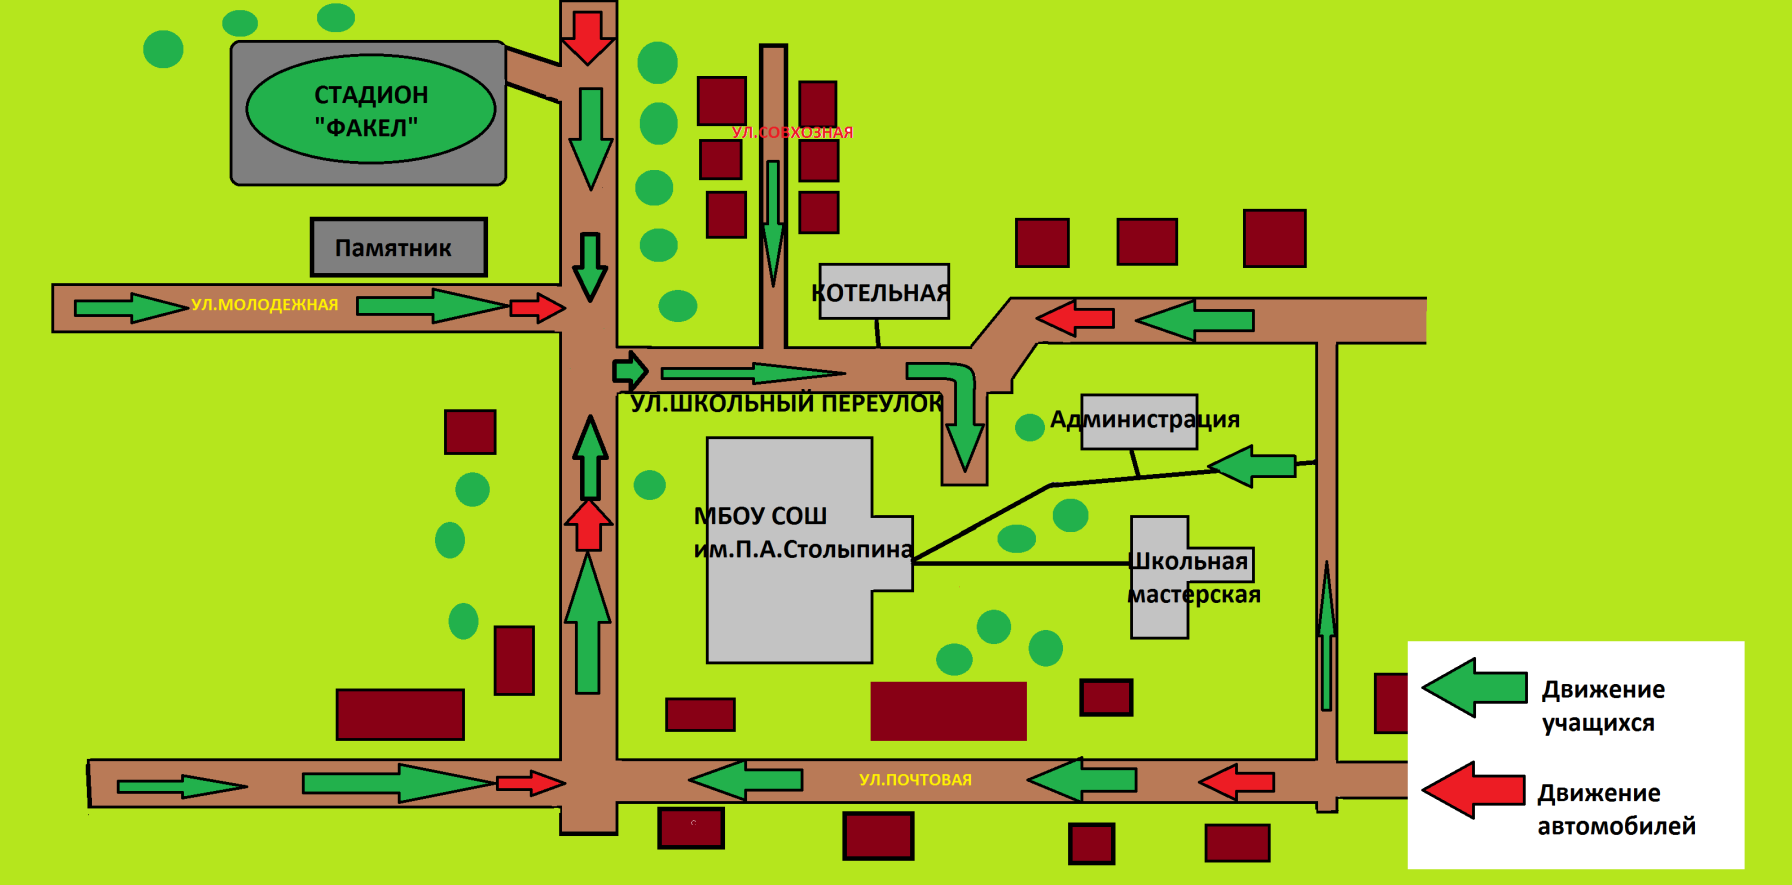 СТАДИОН
"ФАКЕЛ"
УЛ.СОВХОЗНАЯ
Памятник
УЛ.МОЛОДЕЖНАЯ
КОТЕЛЬНАЯ
УЛ.ШКОЛЬНЫЙ ПЕРЕУЛОК
Администрация
МБОУ СОШ
им.П.А.Столыпина
Школьная
мастерская
УЛ.ПОЧТОВАЯ
Движение
учащихся
Движение
автомобилей